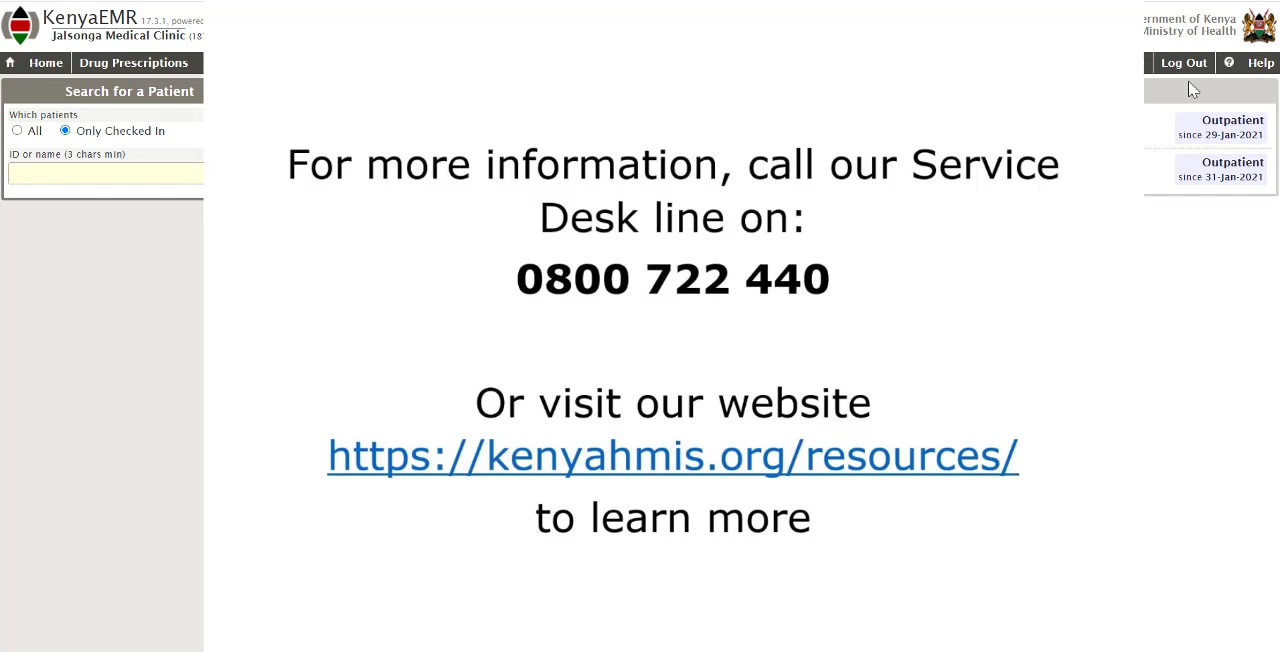 KenyaEMR 17.3.1, powered
Jalsonga Medical Clinic (18
ernment of Kenya
Ministry of Health
Home Drug Prescriptions
Log Out Help
Search for a Patient
Which patients
All Only Checked In
ID or name (3 chars min)
Outpatient
since 29-Jan-2021
Outpatient
since 31-Jan-2021
For more information, call our Service
Desk line on:
0800 722 440
Or visit our website
https://kenyahmis.org/resources/
to learn more